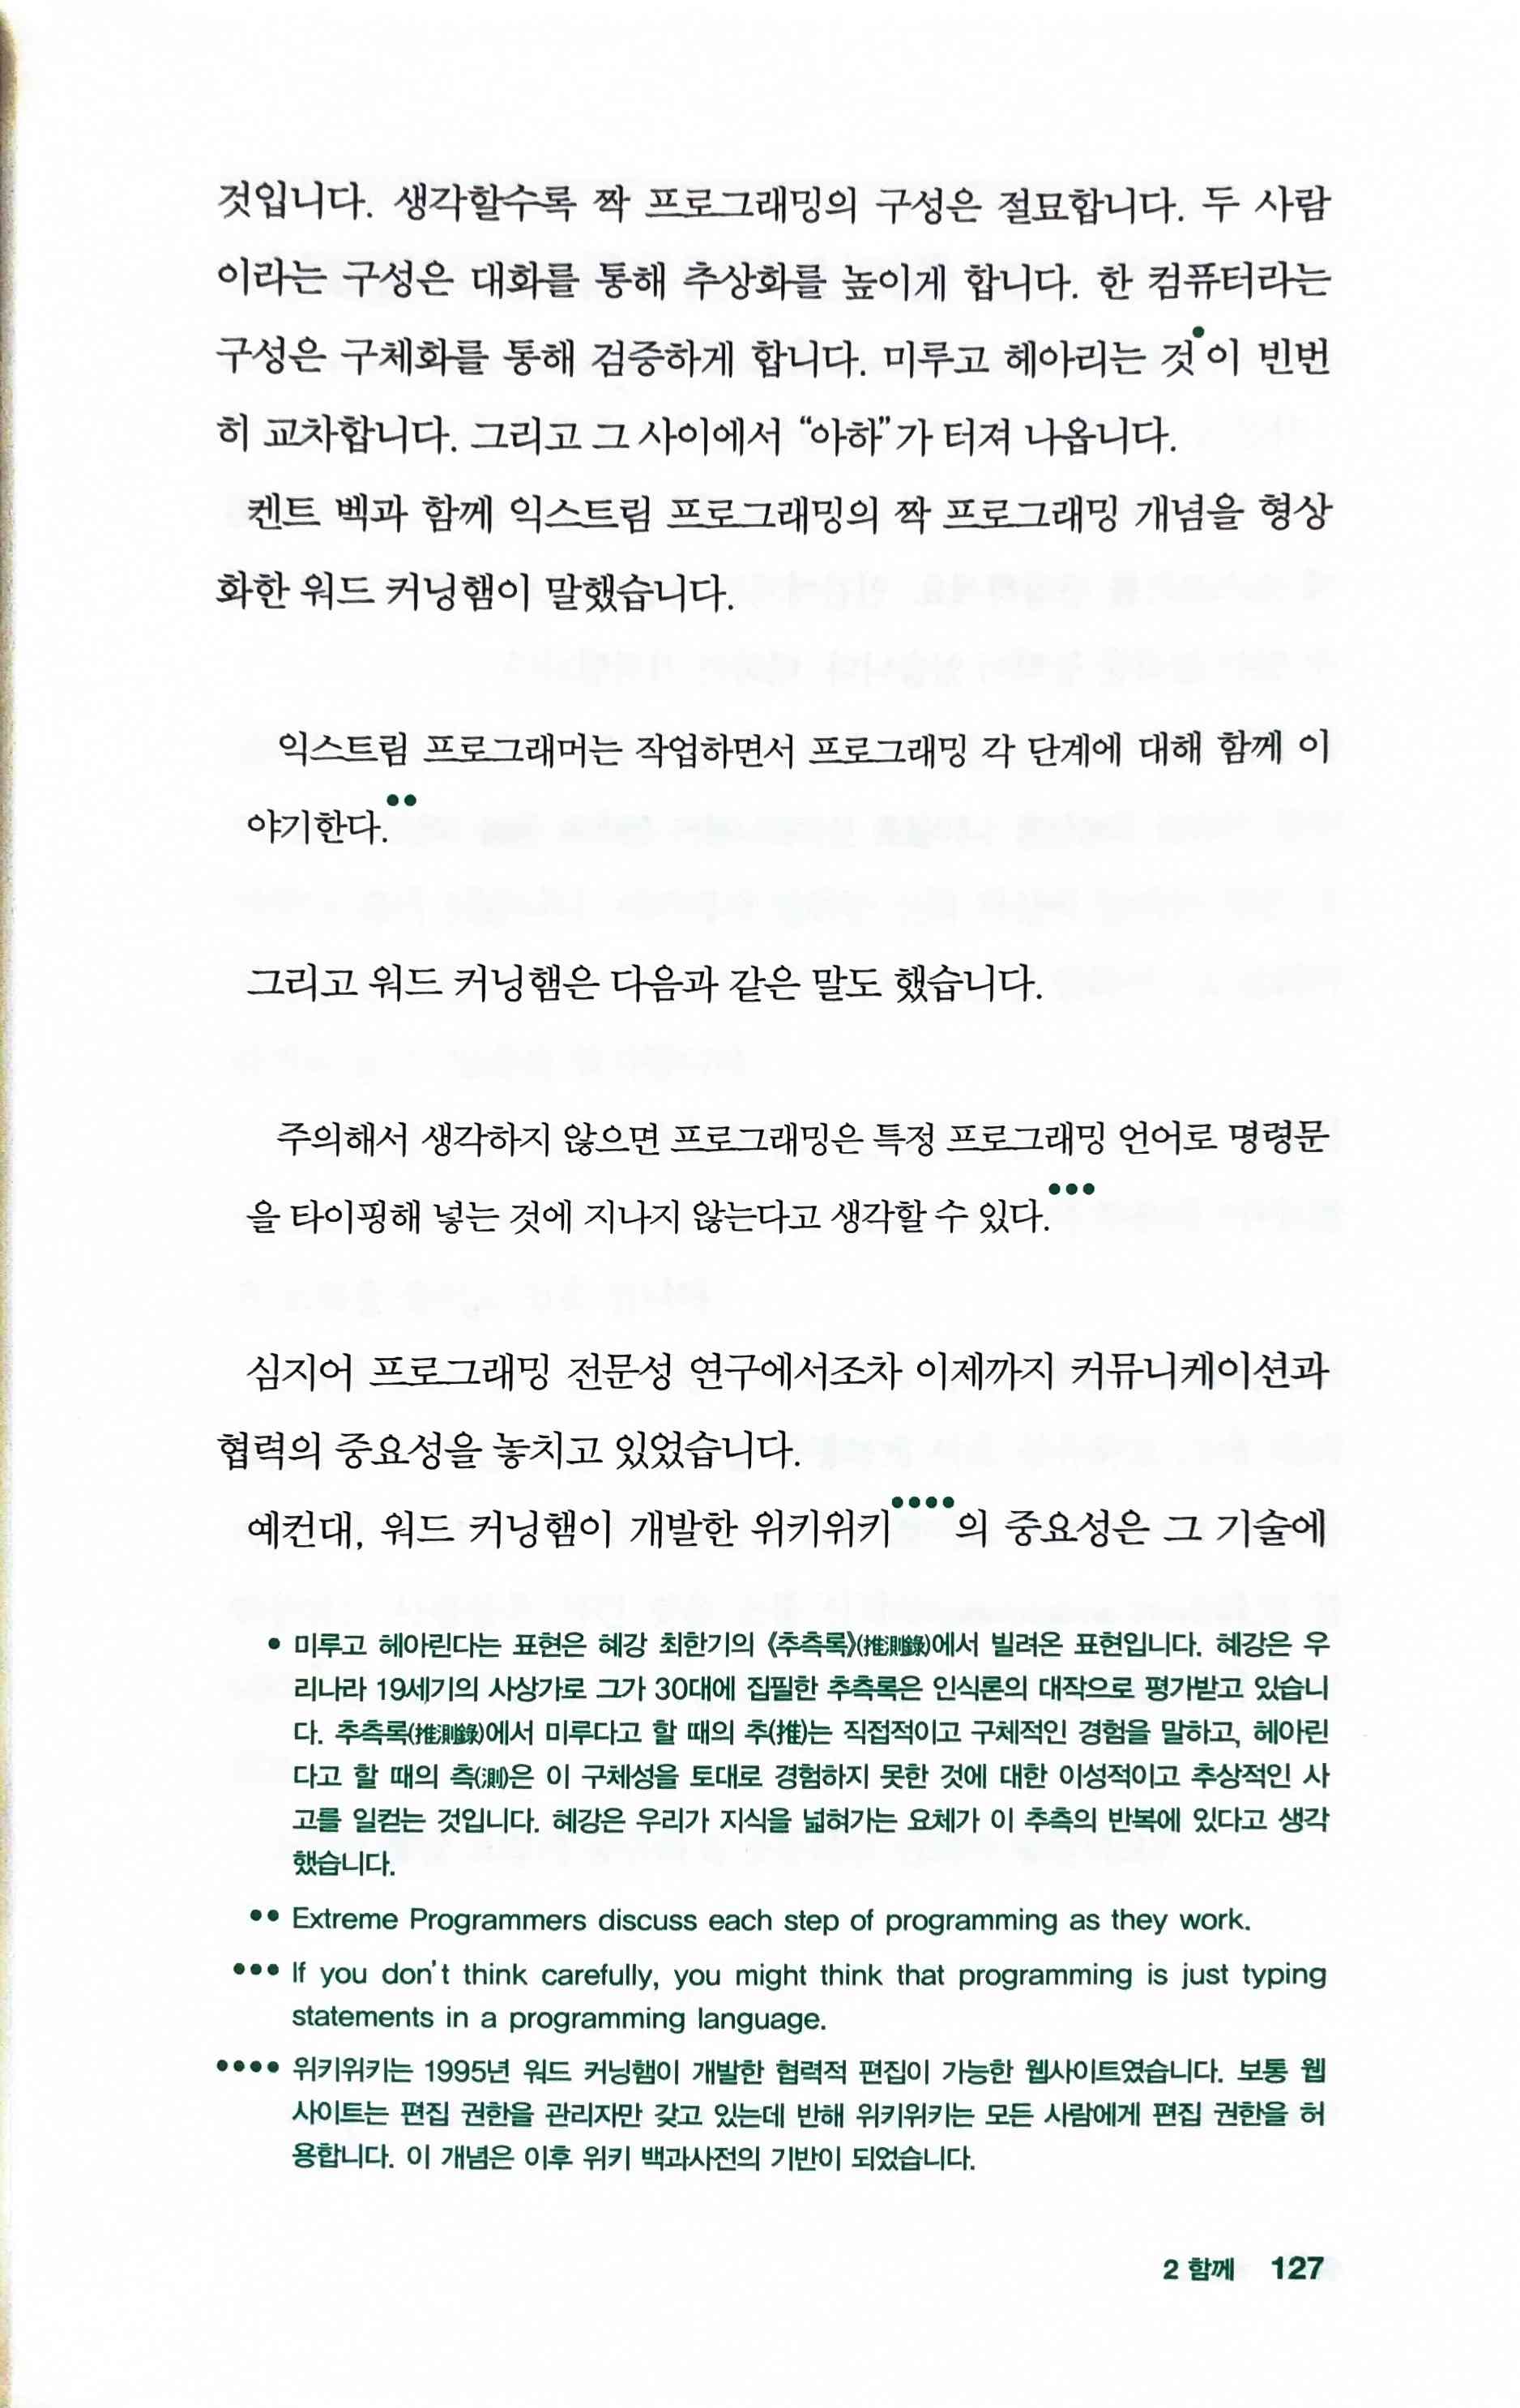 것입니다. 생각할수록 짝 프로그래밍의 구성은 절묘합니다. 두 사람
이라는 구성은 대화를 통해 추상화를 높이게 합니다. 한 컴퓨터라는
구성은 구체화를 통해 검증하게 합니다. 미루고 헤아리는 것•이 빈번
히 교차합니다. 그리고 그 사이에서 “아하”가 터져 나옵니다.
켄트 벡과 함께 익스트림 프로그래밍의 짝 프로그래밍 개념을 형상
화한 워드 커닝햄이 말했습니다.
익스트림 프로그래머는 작업하면서 프로그래밍 각 단계에 대해 함께 이
야기한다.••
그리고 워드 커닝햄은 다음과 같은 말도 했습니다.
주의해서 생각하지 않으면 프로그래밍은 특정 프로그래밍 언어로 명령문
을 타이핑해 넣는 것에 지나지 않는다고 생각할 수 있다.•••
심지어 프로그래밍 전문성 연구에서조차 이제까지 커뮤니케이션과
협력의 중요성을 놓치고 있었습니다.
예컨대, 워드 커닝햄이 개발한 위키위키••••의 중요성은 그 기술에
• 미루고 헤아린다는 표현은 혜강 최한기의 《추측록》(推測錄)에서 빌려온 표현입니다. 혜강은 우
리나라 19세기의 사상가로 그가 30대에 집필한 추측록은 인식론의 대작으로 평가받고 있습니
다. 추측록(推測錄)에서 미루다고 할 때의 추(推)는 직접적이고 구체적인 경험을 말하고, 헤아린
다고 할 때의 측(測)은 이 구체성을 토대로 경험하지 못한 것에 대한 이성적이고 추상적인 사
고를 일컫는 것입니다. 혜강은 우리가 지식을 넓혀가는 요체가 이 추측의 반복에 있다고 생각
했습니다.
•• Extreme Programmers discuss each step of programming as they work.
••• If you don't think carefully, you might think that programming is just typing
statements in a programming language.
•••• 위키위키는 1995년 워드 커닝햄이 개발한 협력적 편집이 가능한 웹사이트였습니다. 보통 웹
사이트는 편집 권한을 관리자만 갖고 있는데 반해 위키위키는 모든 사람에게 편집 권한을 허
용합니다. 이 개념은 이후 위키 백과사전의 기반이 되었습니다.
2 함께 127